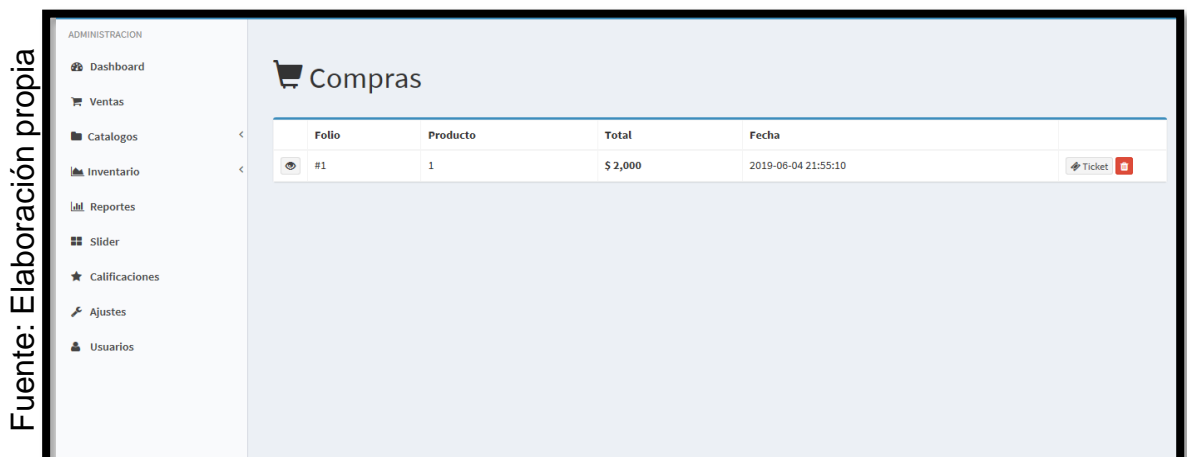 Fuente: Elaboración propia
ADMINISTRACION
Dashboard
Ventas
Catalogos
Inventario
Reportes
Slider
Calificaciones
Ajustes
Usuarios
Compras
Folio Producto Total Fecha
#1 1 $ 2,000 2019-06-04 21:55:10 Ticket